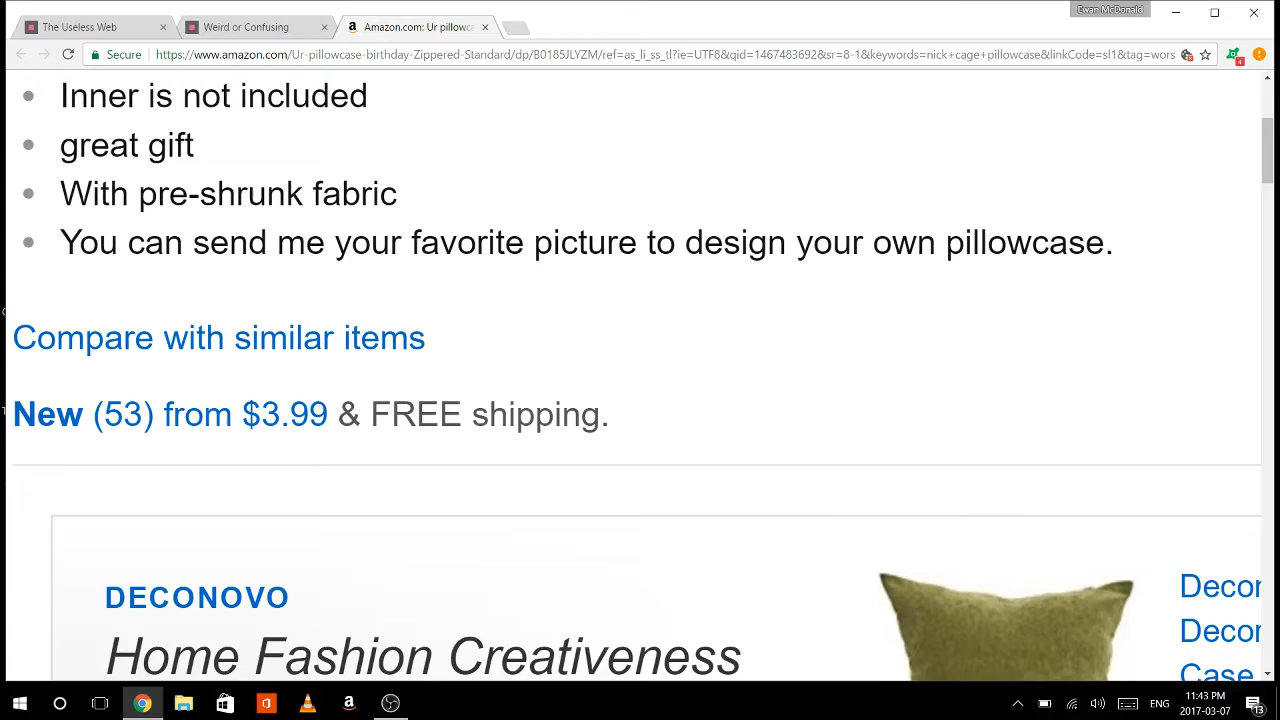 Ewan McDonald
The Useless Web
Weird or Confusing
Amazon.com: Ur pillowc
Secure
https://www.amazon.com/Ur-pillowcase-birthday-Zippered-Standard/dp/B0185JLYZM/ref=as_li_ss_tl?ie=UTF8&qid=1467483692&sr=8-1&keywords=nick+cage+pillowcase&linkCode=sl1&tag=wors
4
Inner is not included
great gift
With pre-shrunk fabric
You can send me your favorite picture to design your own pillowcase.
Compare with similar items
New (53) from $3.99 & FREE shipping.
DECONOVO
Home Fashion Creativeness
Decor
Decor
Case
ENG
11:43 PM
2017-03-07
13